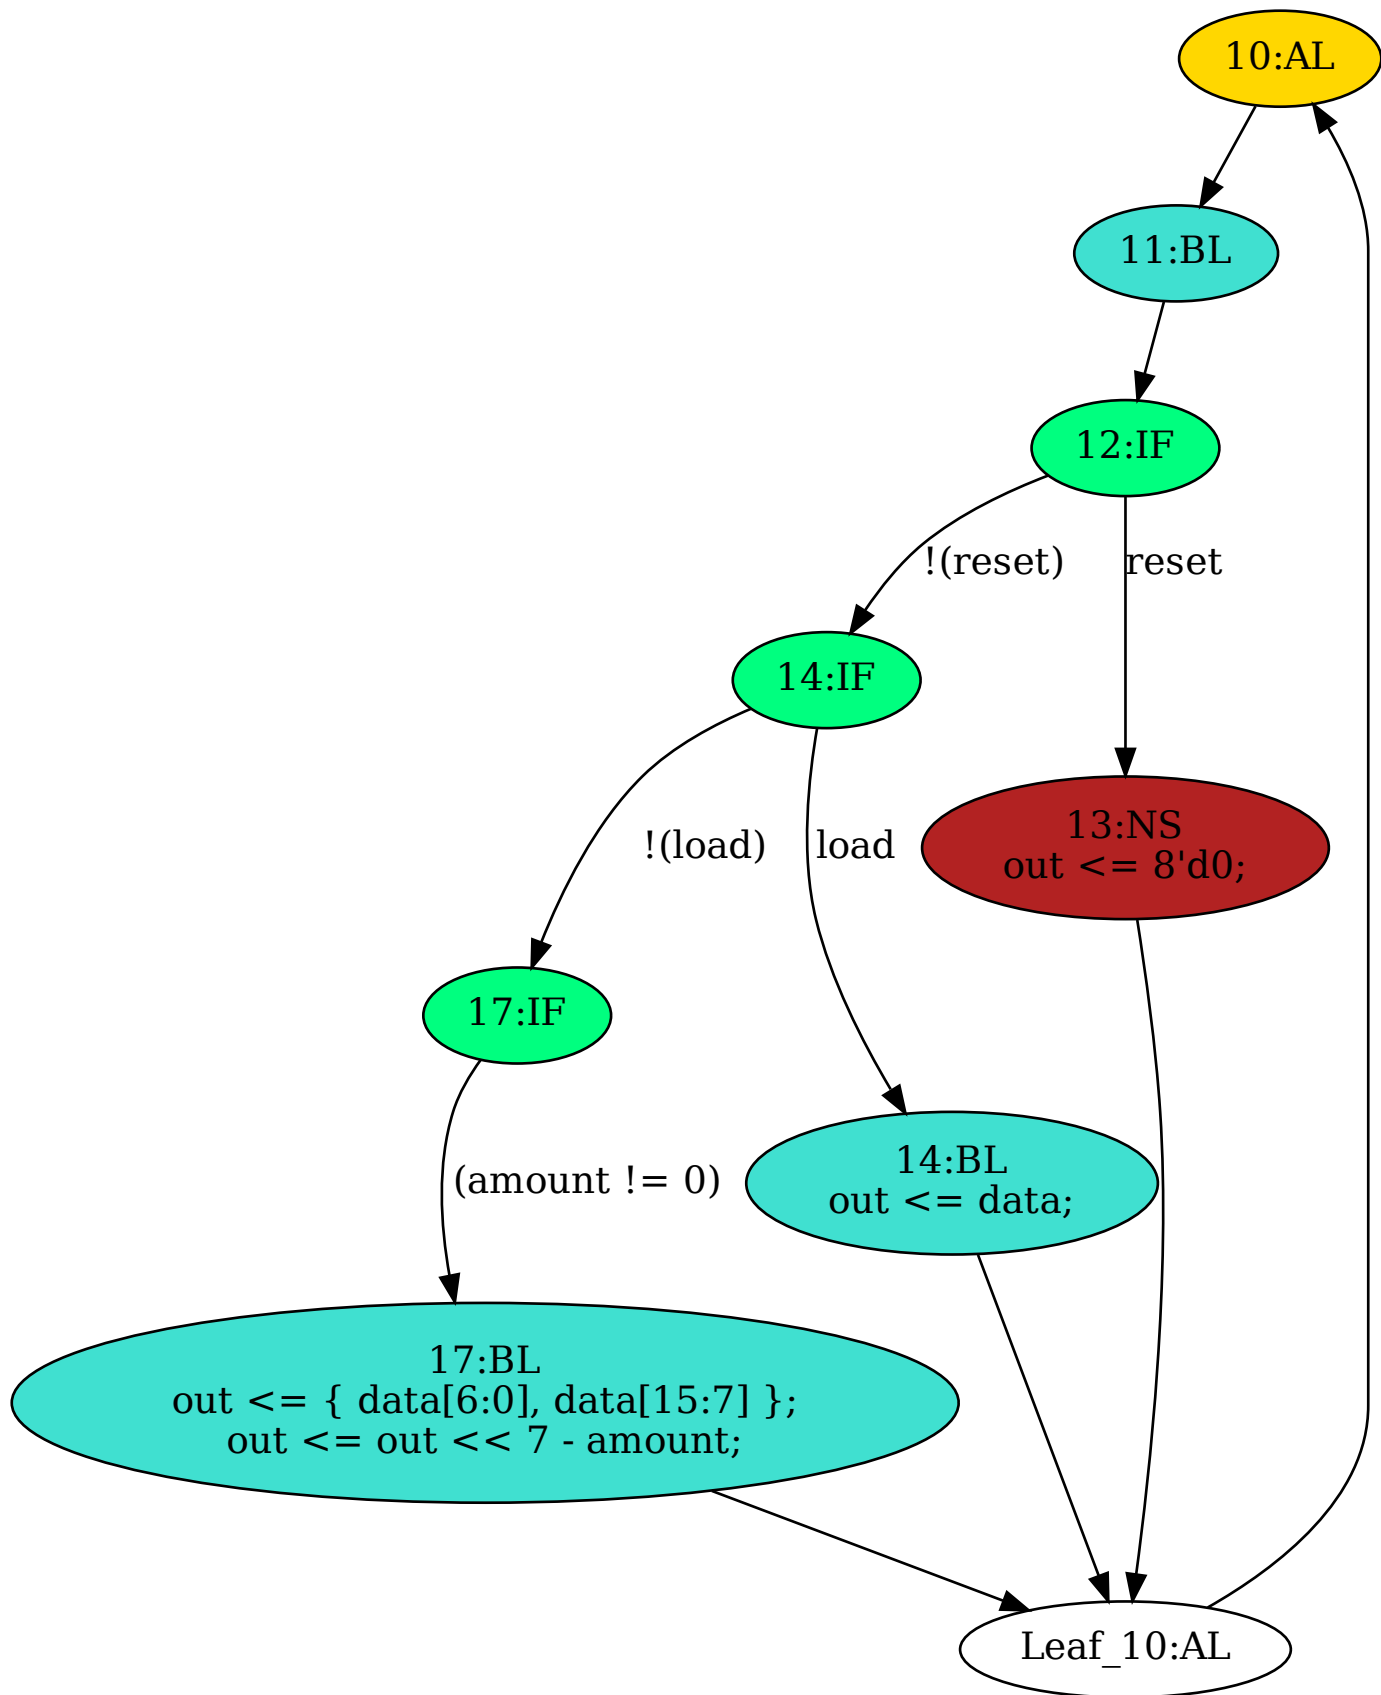 10:AL
11:BL
12:IF
!(reset)
reset
14:IF
13:NS
out <= 8'd0;
!(load)
load
17:IF
14:BL
out <= data;
(amount != 0)
17:BL
out <= { data[6:0], data[15:7] };
out <= out << 7 - amount;
Leaf_10:AL